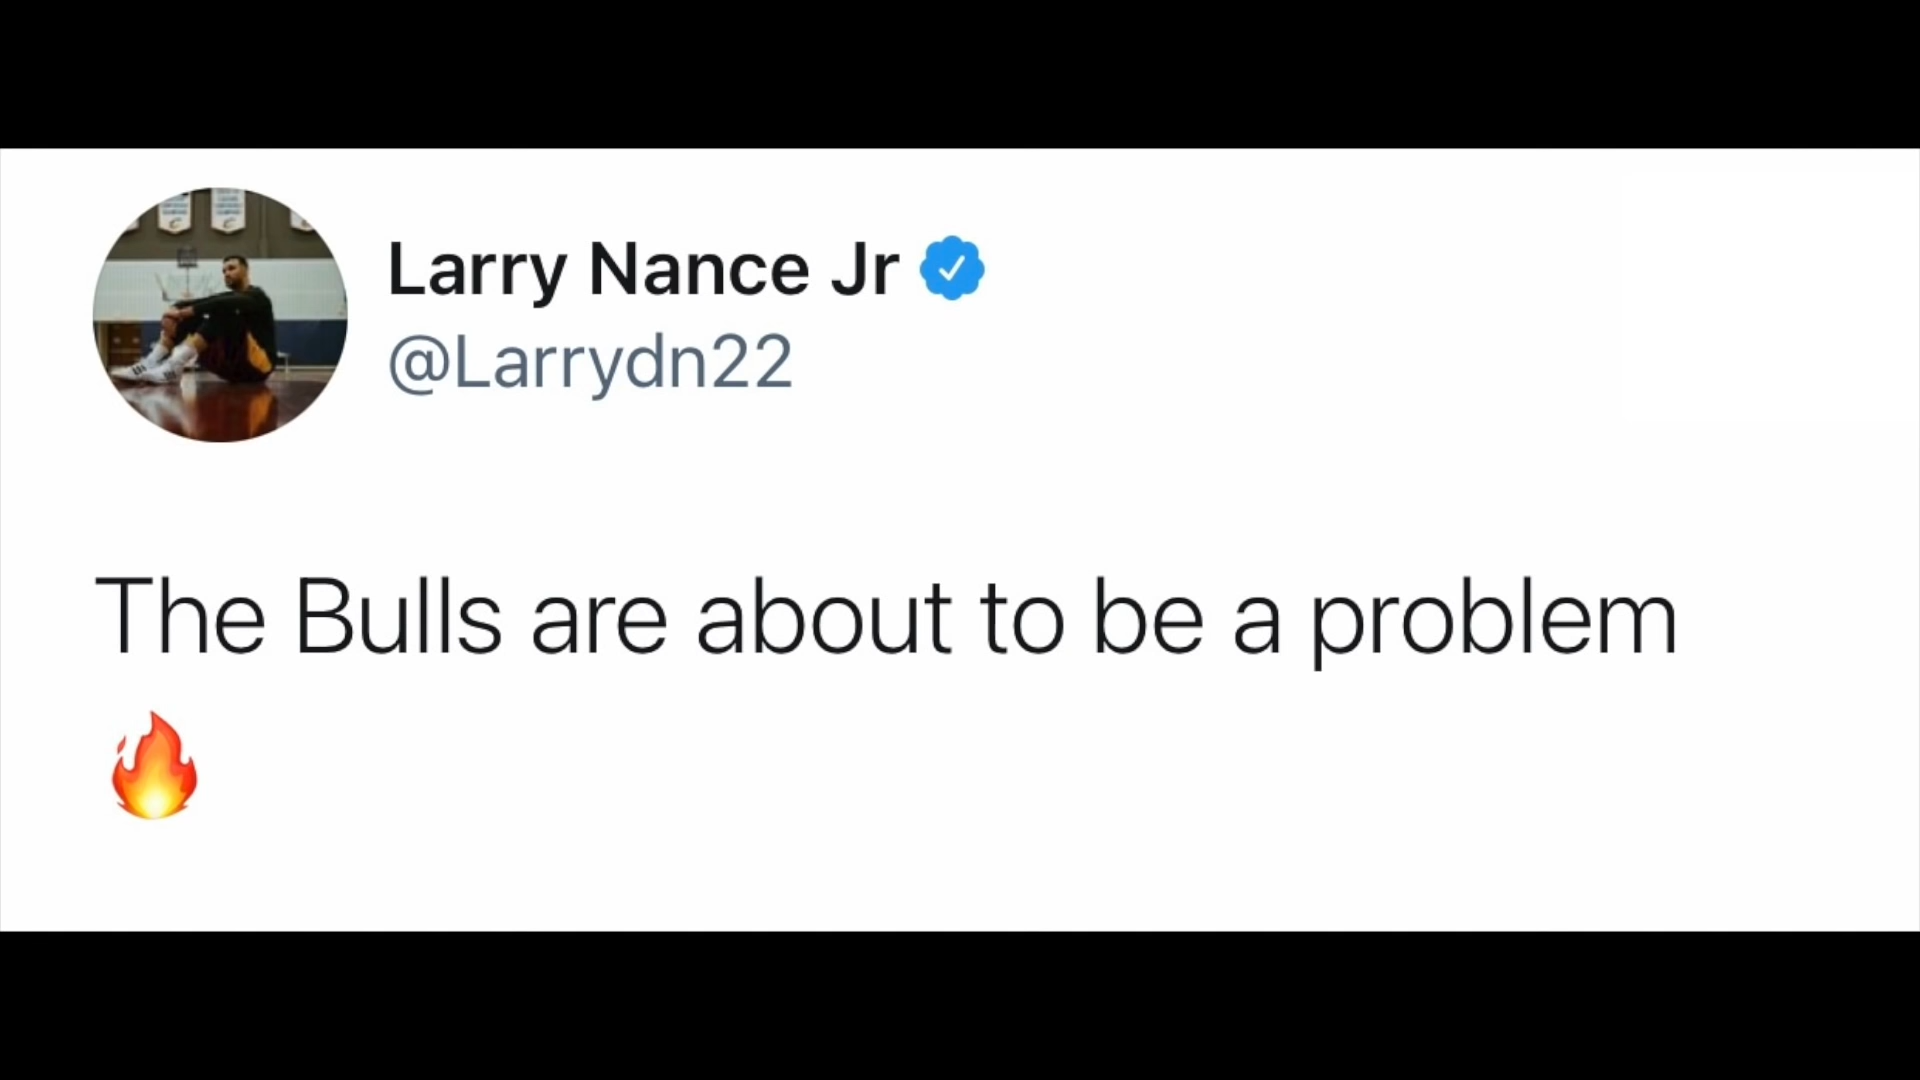 Larry Nance Jr
@Larrydn22
The Bulls are about to be a problem
🔥